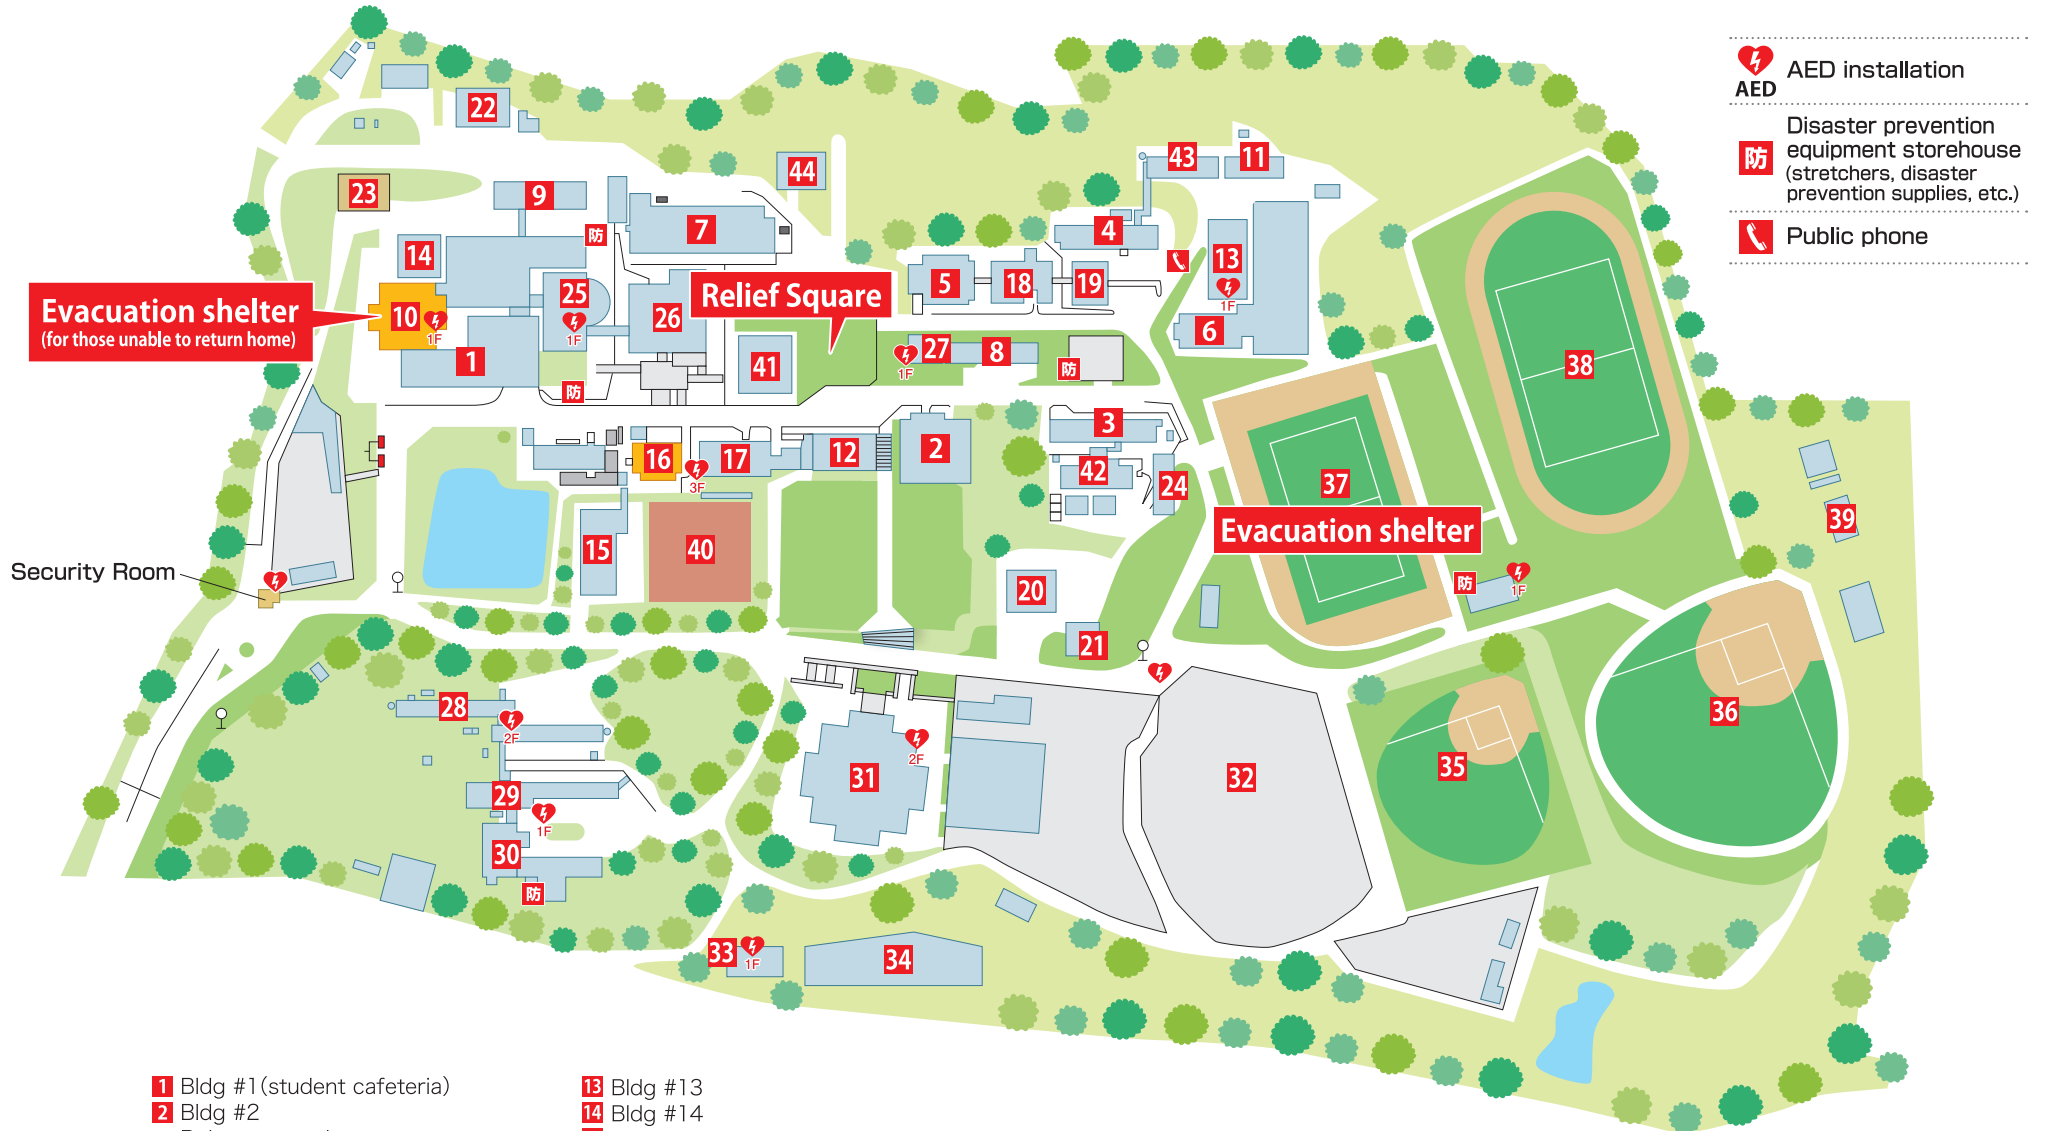 AED
AED installation
防
Disaster prevention
equipment storehouse
(stretchers, disaster
prevention supplies, etc.)
Public phone
22
44
43
11
23
9
7
4
防
14
13
1F
5
18
19
25
1F
26
Relief Square
Evacuation shelter
(for those unable to return home)
10
1F
6
1
41
27
1F
8
防
38
防
3
16
17
3F
12
2
42
24
37
Evacuation shelter
39
15
40
Security Room
20
防
1F
21
28
2F
36
31
2F
32
35
29
1F
30
防
33
1F
34
1 Bldg #1(student cafeteria)
2 Bldg #2
13 Bldg #13
14 Bldg #14